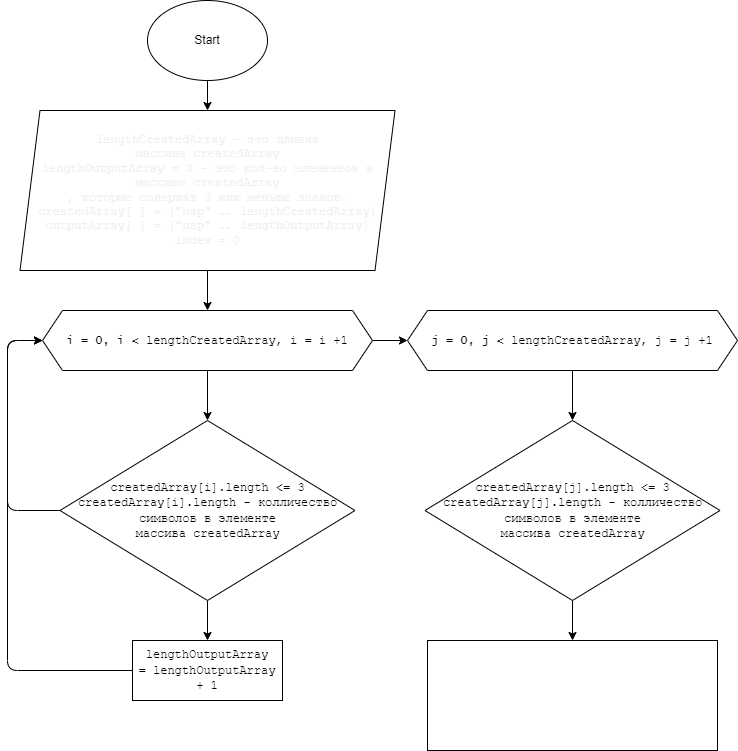 Start
lengthCreatedArray - это длинна
массива createdArray
lengthOutputArray = 0 - это кол-во элементов в
массиве createdArray
, которые содержат 3 или меньше знаков.
createdArray[ ] = ["пар" .. lengthCreatedArray]
outputArray[ ] = ["пар" .. lengthOutputArray]
index = 0
i = 0, i < lengthCreatedArray, i = i +1
j = 0, j < lengthCreatedArray, j = j +1
createdArray[i].length <= 3
createdArray[i].length - колличество
символов в элементе
массива createdArray
createdArray[j].length <= 3
createdArray[j].length - колличество
символов в элементе
массива createdArray
lengthOutputArray
= lengthOutputArray
+ 1